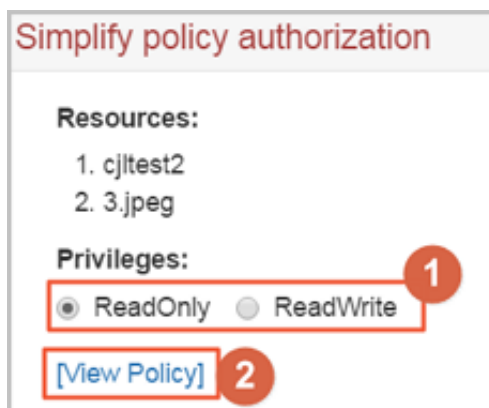 Simplify policy authorization
Resources:
1. cjltest2
2. 3.jpeg
Privileges:
1
ReadOnly ReadWrite
[View Policy] 2